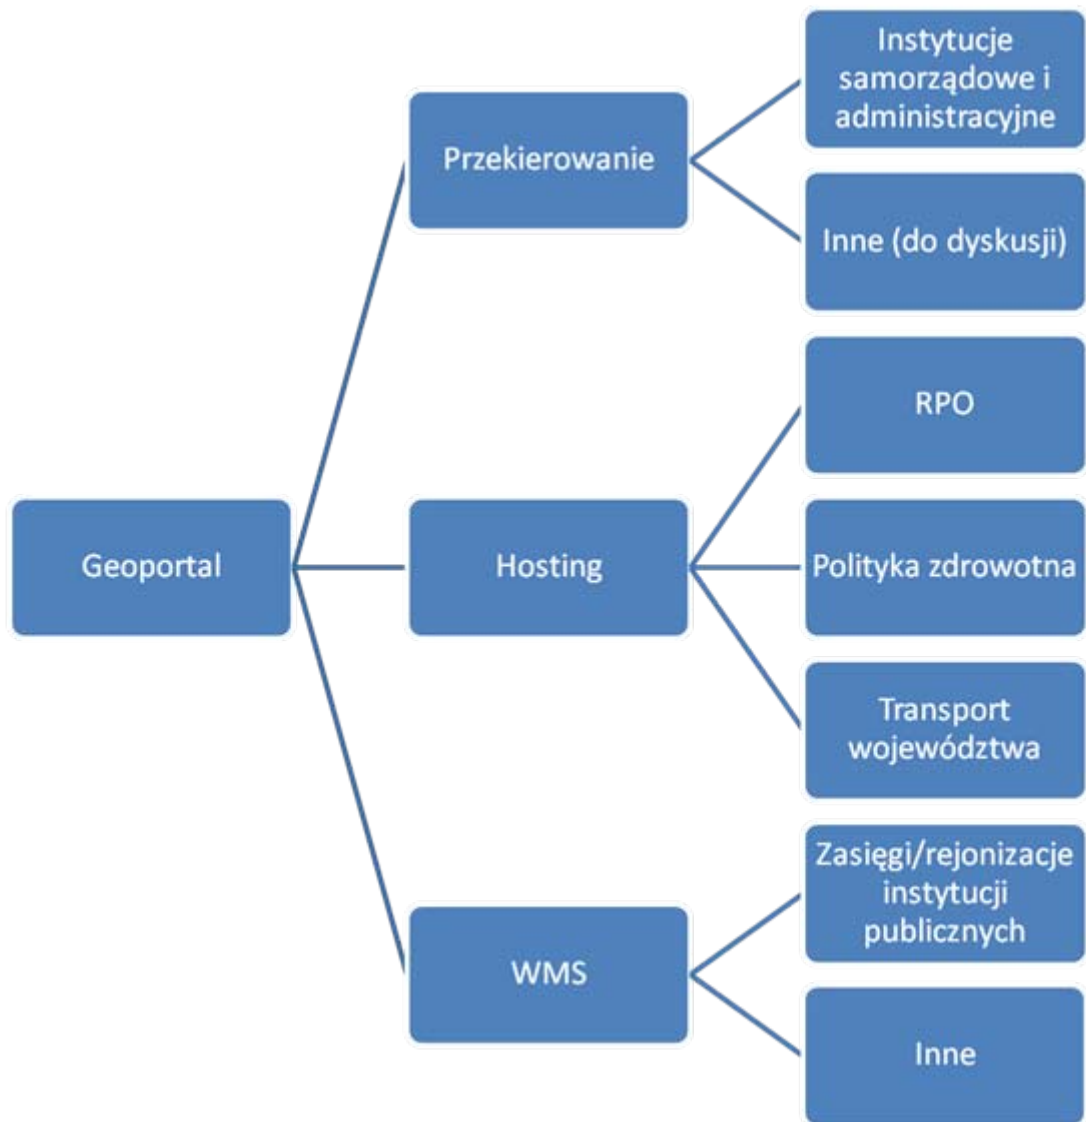 Instytucje
samorządowe i
administracyjne
Przekierowanie
Inne (do dyskusji)
RPO
Geoportal
Hosting
Polityka zdrowotna
Transport
województwa
Zasięgi/rejonizacje
instytucji
publicznych
WMS
Inne